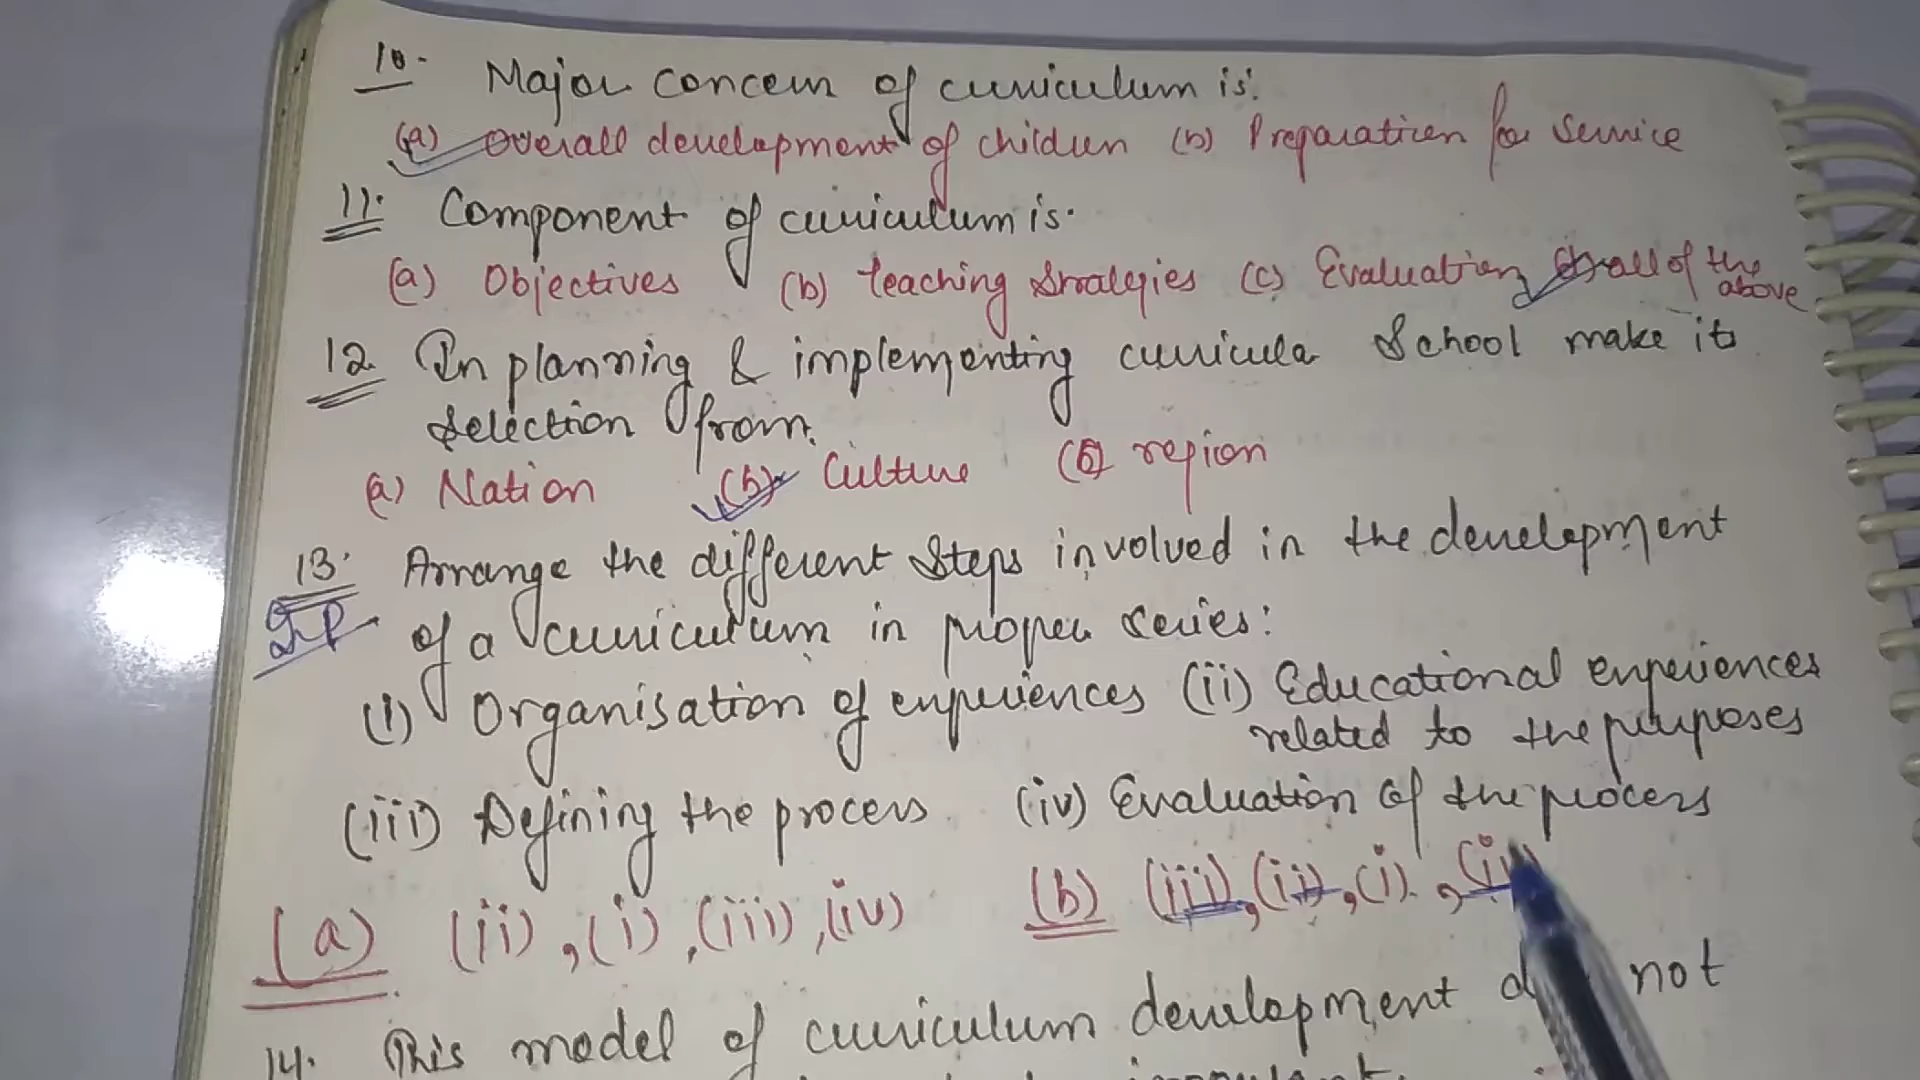 10. Major concern of curriculum is:
(a) Overall development of children (b) Preparation for Service
11. Component of curriculum is.
(a) Objectives (b) teaching Strategies (c) Evaluation (d) all of the above
12. In planning & implementing curricula School make it
selection from.
(a) Nation (b) Culture (c) region
13. Arrange the different Steps involved in the development
of a curriculum in proper series:
(i) Organisation of experiences (ii) Educational experiences
related to the purposes
(iii) Defining the process (iv) Evaluation of the process
(a) (ii), (i), (iii), (iv) (b) (iii), (ii), (i), (iv)
14. This model of curriculum development not